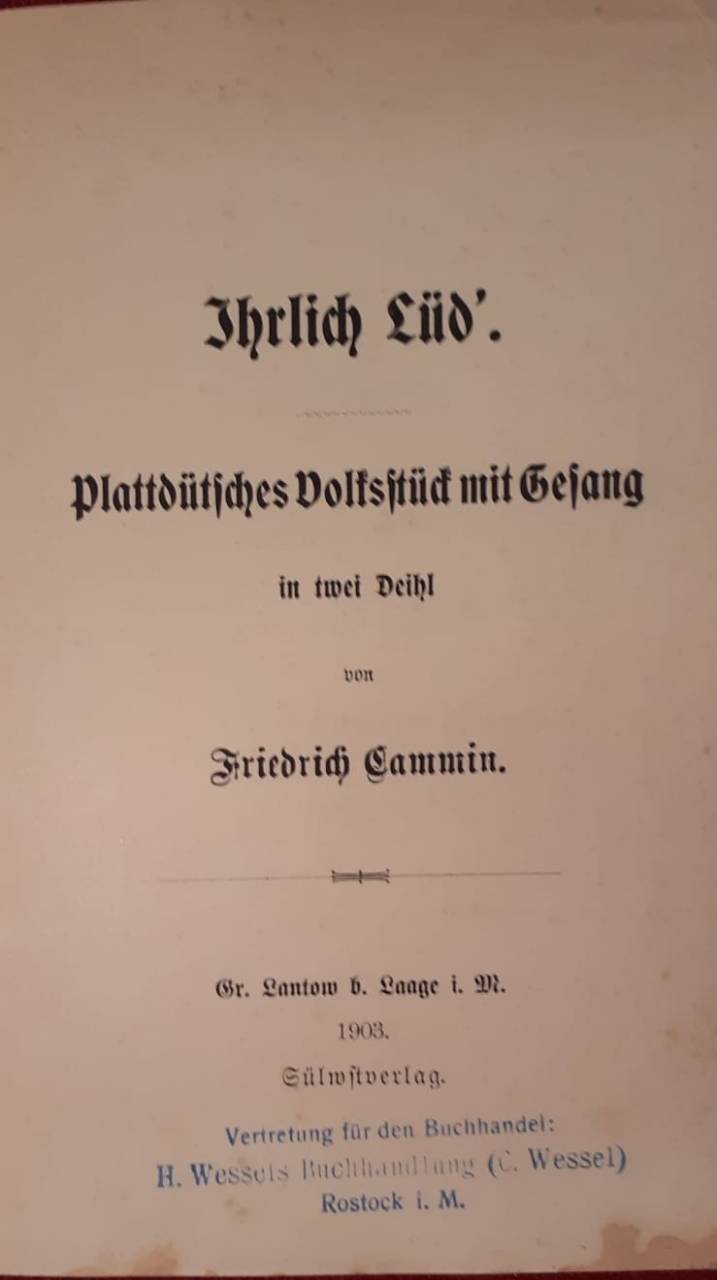 Ihrlich Lüd'.
Plattdütsches Volksstück mit Gesang
in twei Deihl
von
Friedrich Cammin.
Gr. Lantow b. Laage i. M.
1903.
Sülwstverlag.
Vertretung für den Buchhandel:
H. Wessels Buchhandlung (C. Wessel)
Rostock i. M.